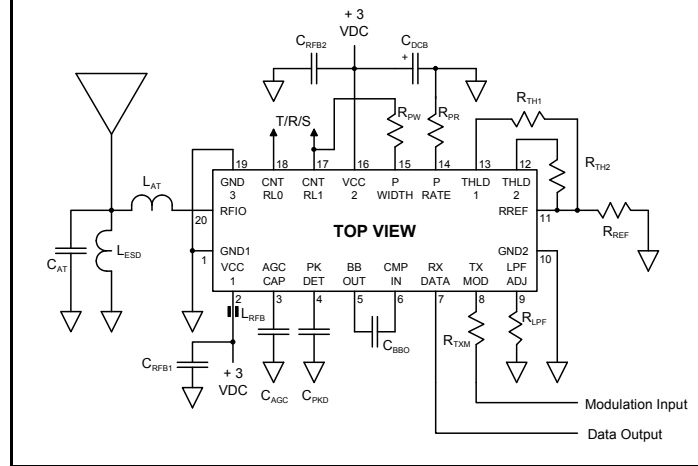 + 3
VDC
CRFB2
CDCB
+
T/R/S
RPW
RPR
RTH1
RTH2
19 18 17 16 15 14 13 12
GND
3
CNT
RL0
CNT
RL1
VCC
2
P
WIDTH
P
RATE
THLD
1
THLD
2
LAT
20
RFIO
RREF
11
RREF
TOP VIEW
CAT
LESD
1
GND1
GND2
10
VCC
1
AGC
CAP
PK
DET
BB
OUT
CMP
IN
RX
DATA
TX
MOD
LPF
ADJ
2 3 4 5 6 7 8 9
LRFB
RTXM
RLPF
CBBO
CRFB1
+ 3
VDC
CAGC
CPKD
Modulation Input
Data Output